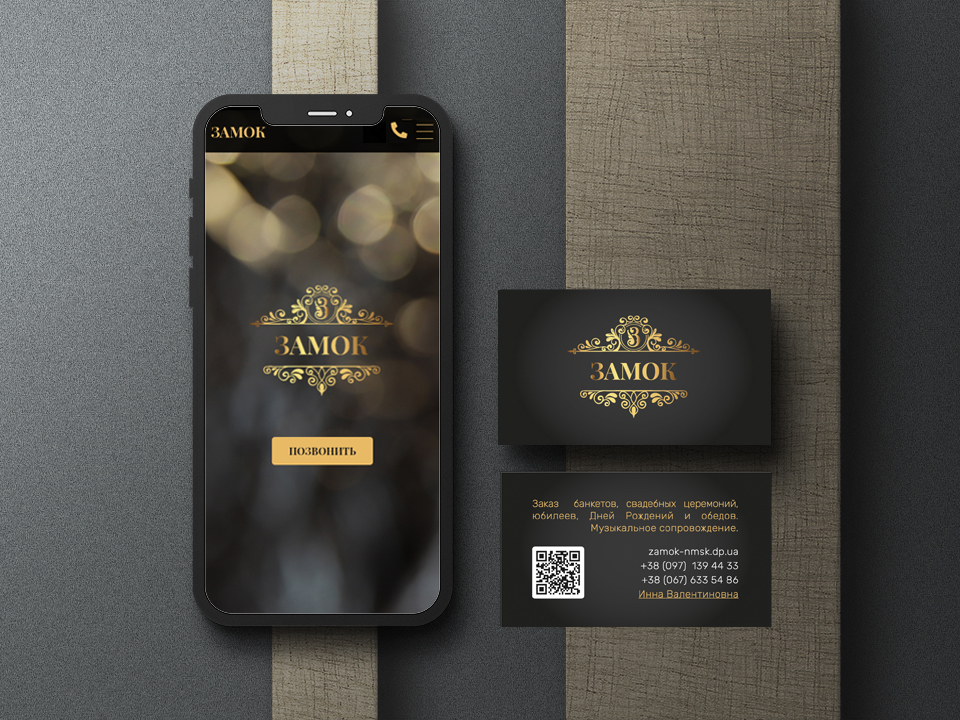 ЗАМОК
З
ЗАМОК
ПОЗВОНИТЬ
З
ЗАМОК
Заказ банкетов, свадебных церемоний,
юбилеев, Дней Рождений и обедов.
Музыкальное сопровождение.
zamok-nmsk.dp.ua
+38 (097) 139 44 33
+38 (067) 633 54 86
Инна Валентиновна